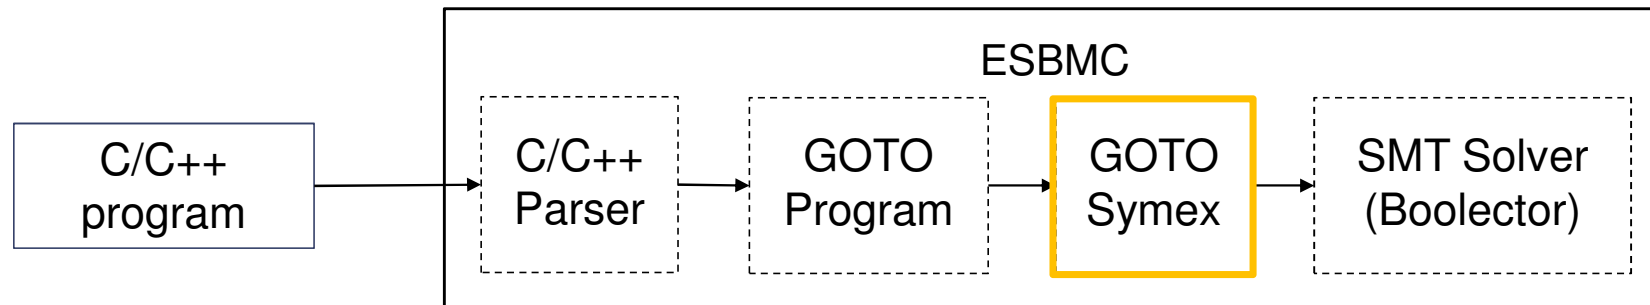 ESBMC
C/C++
program
C/C++
Parser
GOTO
Program
GOTO
Symex
SMT Solver
(Boolector)